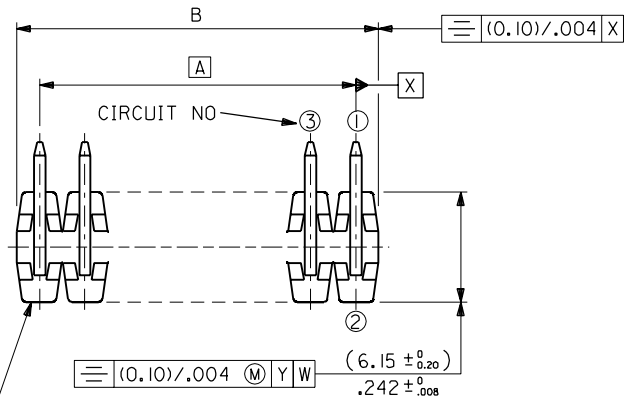 B
⌯ (0.10)/.004 X
A
X
CIRCUIT NO
③ ①
②
⌯ (0.10)/.004 Ⓜ Y W
(6.15 ± 0 0.20)
.242 ± 0 .008